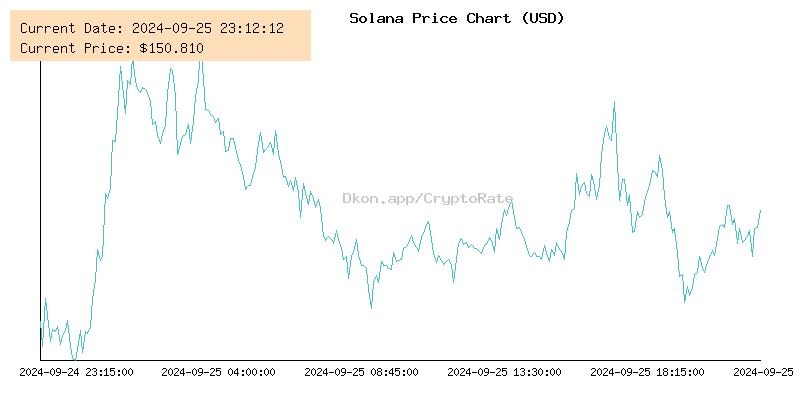 Solana Price Chart (USD)
Current Date: 2024-09-25 23:12:12
Current Price: $150.810
Dkon.app/CryptoRate
2024-09-24 23:15:00 2024-09-25 04:00:00 2024-09-25 08:45:00 2024-09-25 13:30:00 2024-09-25 18:15:00 2024-09-25